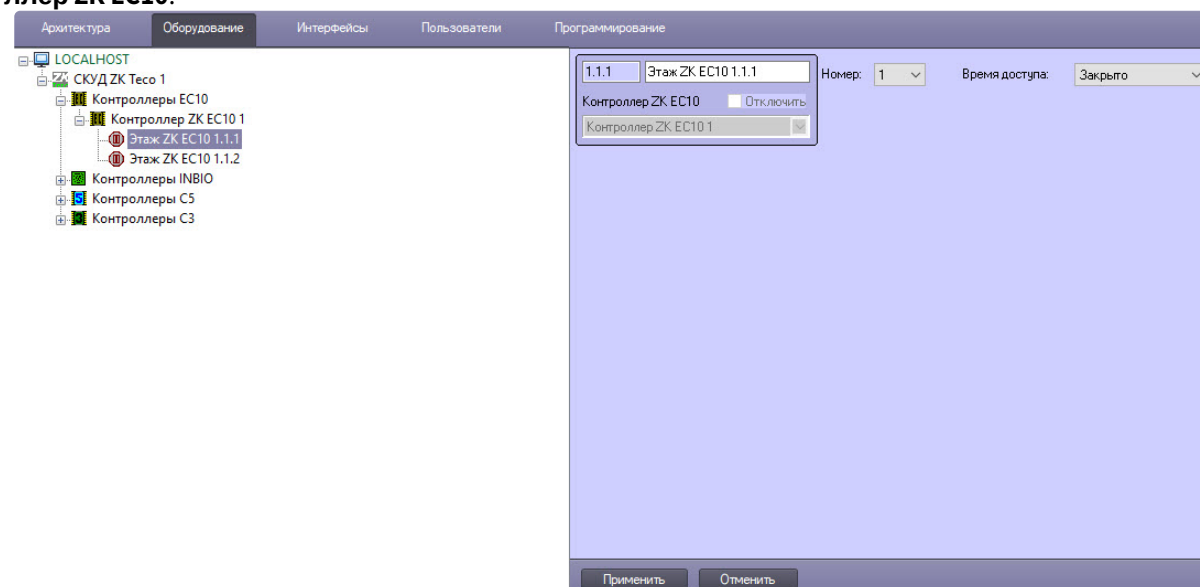 ллер ZK EC10.
Архитектура Оборудование Интерфейсы Пользователи Программирование
LOCALHOST
СКУД ZK Teco 1
Контроллеры EC10
Контроллер ZK EC10 1
Этаж ZK EC10 1.1.1
Этаж ZK EC10 1.1.2
Контроллеры INBIO
Контроллеры C5
Контроллеры C3
1.1.1 Этаж ZK EC10 1.1.1 Номер: 1 Время доступа: Закрыто
Контроллер ZK EC10 Отключить
Контроллер ZK EC10 1
Применить Отменить